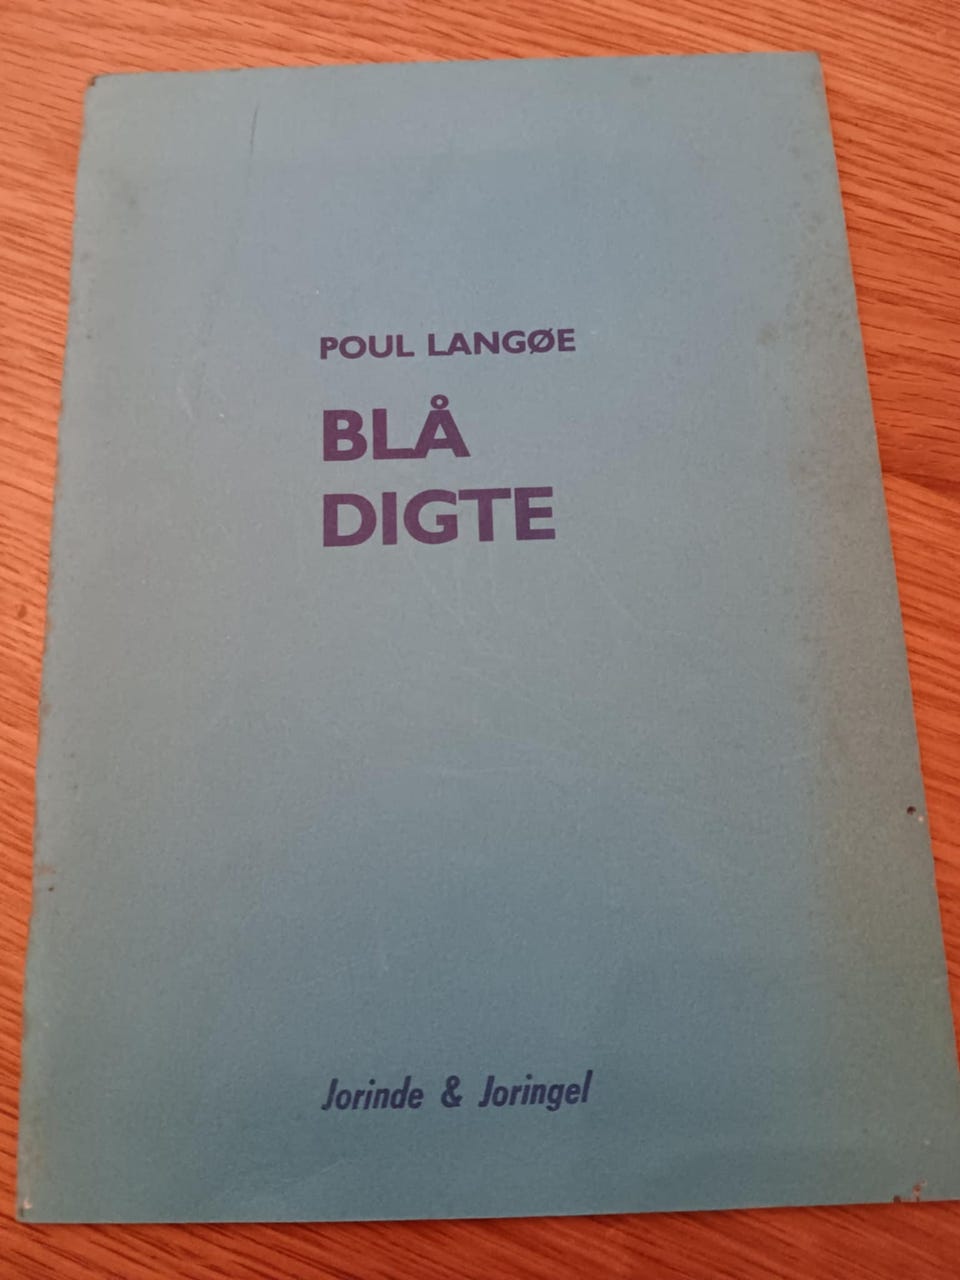 POUL LANGØE
BLÅ
DIGTE
Jorinde & Joringel